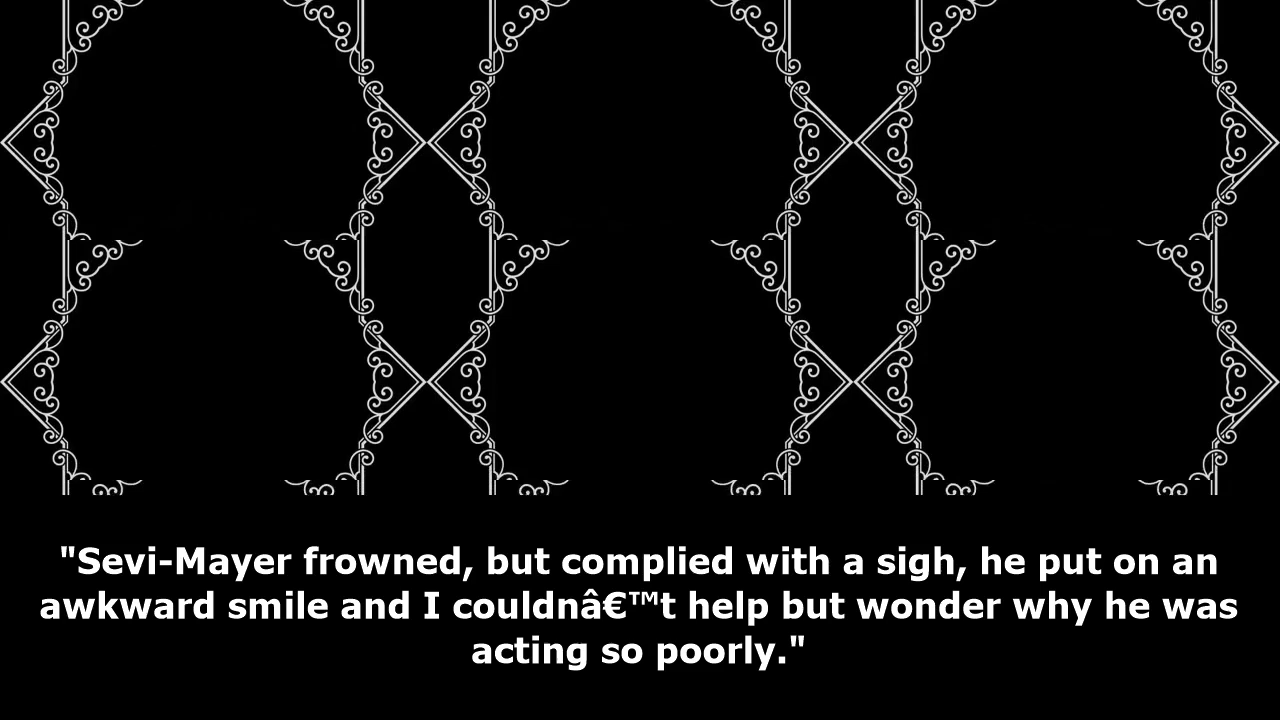 "Sevi-Mayer frowned, but complied with a sigh, he put on an
awkward smile and I couldnâ€™t help but wonder why he was
acting so poorly."